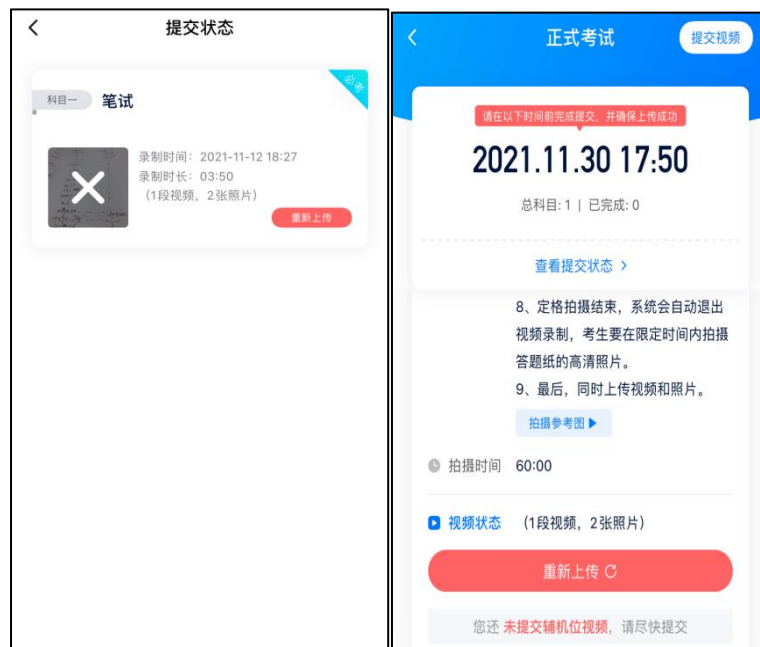 提交状态
必考
科目一 笔试
录制时间：2021-11-12 18:27
录制时长：03:50
（1段视频，2张照片）
重新上传
正式考试
提交视频
请在以下时间前完成提交，并确保上传成功
2021.11.30 17:50
总科目: 1 | 已完成: 0
查看提交状态
8、定格拍摄结束，系统会自动退出
视频录制，考生要在限定时间内拍摄
答题纸的高清照片。
9、最后，同时上传视频和照片。
拍摄参考图
拍摄时间 60:00
视频状态 （1段视频，2张照片）
重新上传
您还 未提交辅机位视频，请尽快提交